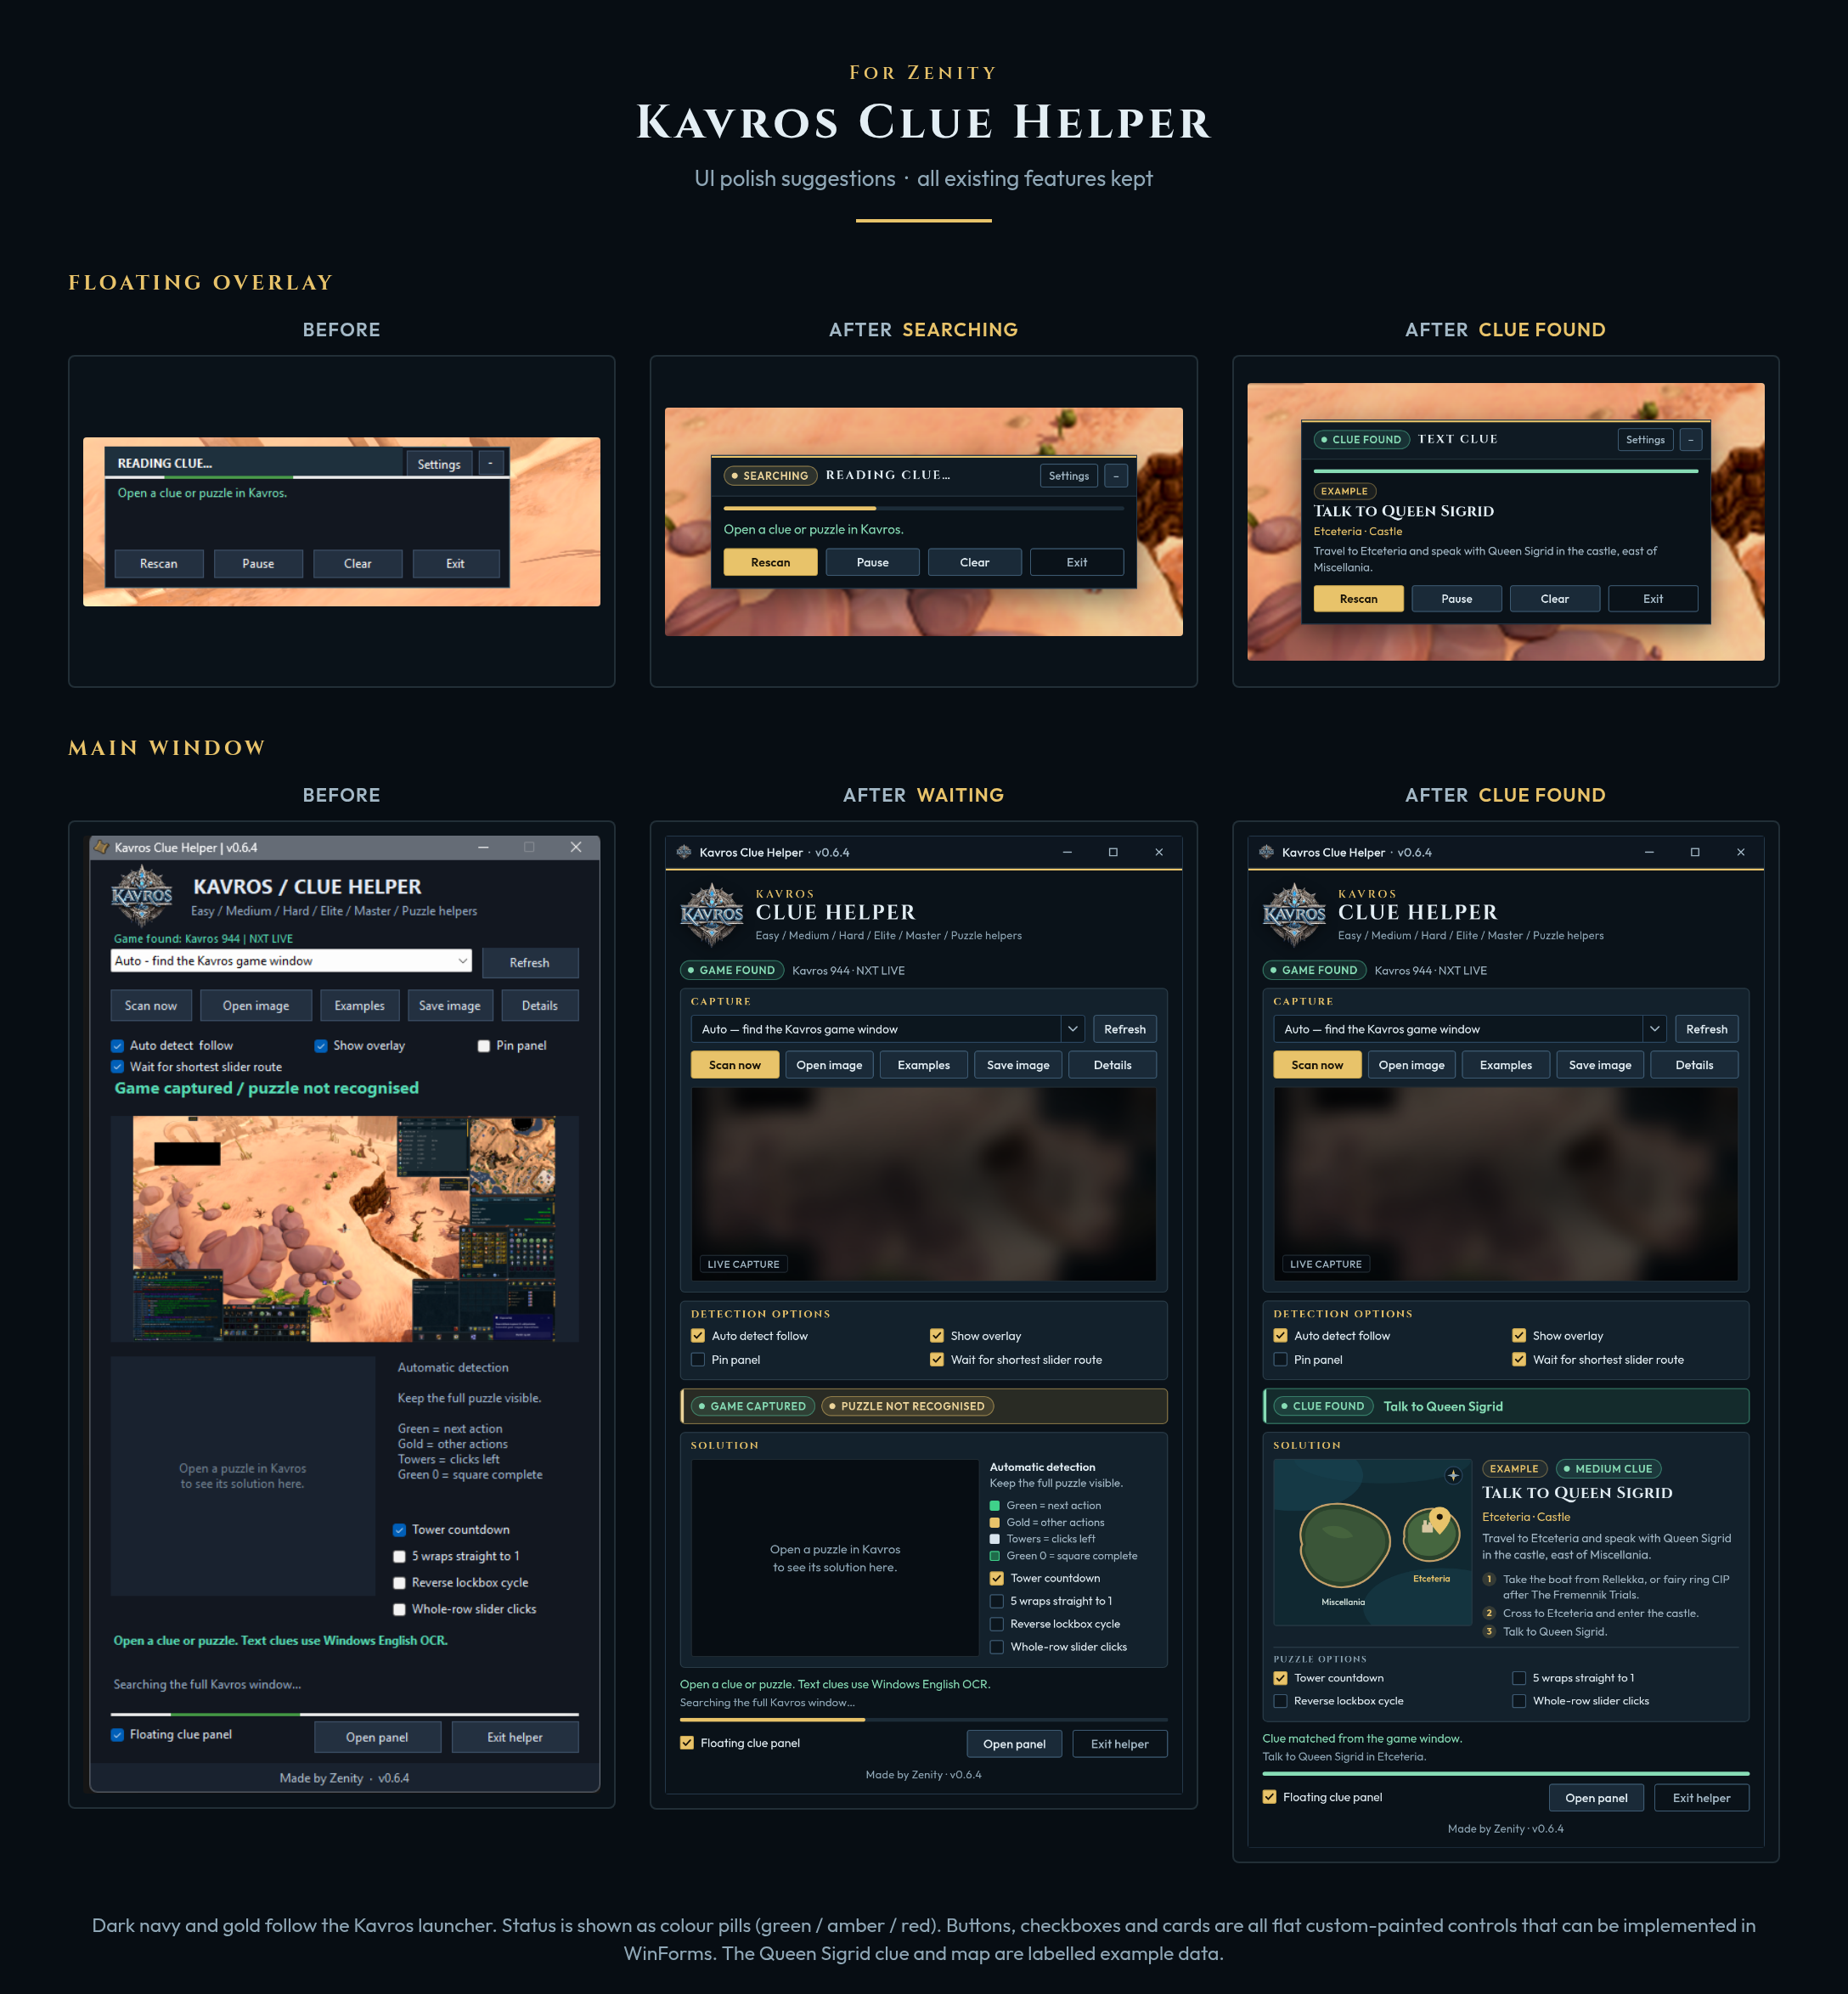 For Zenity
Kavros Clue Helper
UI polish suggestions · all existing features kept
FLOATING OVERLAY
BEFORE
READING CLUE...
Settings
-
Open a clue or puzzle in Kavros.
Rescan
Pause
Clear
Exit
AFTER SEARCHING
SEARCHING
READING CLUE...
Settings
–
Open a clue or puzzle in Kavros.
Rescan
Pause
Clear
Exit
AFTER CLUE FOUND
CLUE FOUND
TEXT CLUE
Settings
–
EXAMPLE
Talk to Queen Sigrid
Etceteria · Castle
Travel to Etceteria and speak with Queen Sigrid in the castle, east of
Miscellania.
Rescan
Pause
Clear
Exit
MAIN WINDOW
BEFORE
Kavros Clue Helper | v0.6.4
KAVROS
KAVROS / CLUE HELPER
Easy / Medium / Hard / Elite / Master / Puzzle helpers
Game found: Kavros 944 | NXT LIVE
Auto - find the Kavros game window
Refresh
Scan now
Open image
Examples
Save image
Details
Auto detect follow
Show overlay
Pin panel
Wait for shortest slider route
Game captured / puzzle not recognised
Open a puzzle in Kavros
to see its solution here.
Automatic detection
Keep the full puzzle visible.
Green = next action
Gold = other actions
Towers = clicks left
Green 0 = square complete
Tower countdown
5 wraps straight to 1
Reverse lockbox cycle
Whole-row slider clicks
Open a clue or puzzle. Text clues use Windows English OCR.
Searching the full Kavros window...
Floating clue panel
Open panel
Exit helper
Made by Zenity · v0.6.4
AFTER WAITING
Kavros Clue Helper · v0.6.4
KAVROS
KAVROS
CLUE HELPER
Easy / Medium / Hard / Elite / Master / Puzzle helpers
GAME FOUND
Kavros 944 · NXT LIVE
CAPTURE
Auto — find the Kavros game window
Refresh
Scan now
Open image
Examples
Save image
Details
LIVE CAPTURE
DETECTION OPTIONS
Auto detect follow
Show overlay
Pin panel
Wait for shortest slider route
GAME CAPTURED
PUZZLE NOT RECOGNISED
SOLUTION
Open a puzzle in Kavros
to see its solution here.
Automatic detection
Keep the full puzzle visible.
Green = next action
Gold = other actions
Towers = clicks left
Green 0 = square complete
Tower countdown
5 wraps straight to 1
Reverse lockbox cycle
Whole-row slider clicks
Open a clue or puzzle. Text clues use Windows English OCR.
Searching the full Kavros window...
Floating clue panel
Open panel
Exit helper
Made by Zenity · v0.6.4
AFTER CLUE FOUND
Kavros Clue Helper · v0.6.4
KAVROS
KAVROS
CLUE HELPER
Easy / Medium / Hard / Elite / Master / Puzzle helpers
GAME FOUND
Kavros 944 · NXT LIVE
CAPTURE
Auto — find the Kavros game window
Refresh
Scan now
Open image
Examples
Save image
Details
LIVE CAPTURE
DETECTION OPTIONS
Auto detect follow
Show overlay
Pin panel
Wait for shortest slider route
CLUE FOUND
Talk to Queen Sigrid
SOLUTION
Etceteria
Miscellania
EXAMPLE
MEDIUM CLUE
Talk to Queen Sigrid
Etceteria · Castle
Travel to Etceteria and speak with Queen Sigrid
in the castle, east of Miscellania.
1 Take the boat from Rellekka, or fairy ring CIP
after The Fremennik Trials.
2 Cross to Etceteria and enter the castle.
3 Talk to Queen Sigrid.
PUZZLE OPTIONS
Tower countdown
5 wraps straight to 1
Reverse lockbox cycle
Whole-row slider clicks
Clue matched from the game window.
Talk to Queen Sigrid in Etceteria.
Floating clue panel
Open panel
Exit helper
Made by Zenity · v0.6.4
Dark navy and gold follow the Kavros launcher. Status is shown as colour pills (green / amber / red). Buttons, checkboxes and cards are all flat custom-painted controls that can be implemented in
WinForms. The Queen Sigrid clue and map are labelled example data.